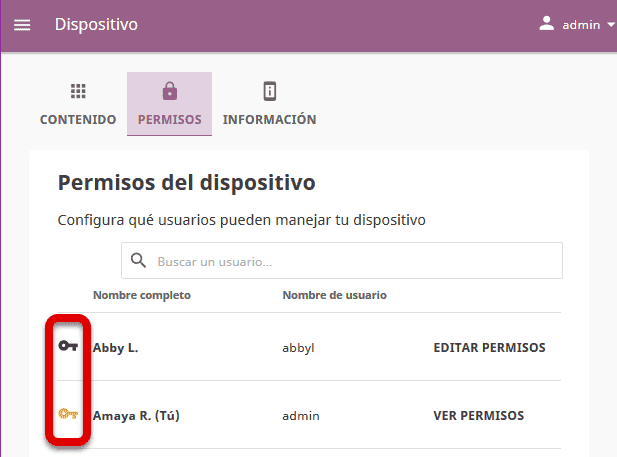 Dispositivo
admin
CONTENIDO PERMISOS INFORMACIÓN
Permisos del dispositivo
Configura qué usuarios pueden manejar tu dispositivo
Buscar un usuario...
Nombre completo Nombre de usuario
Abby L. abbyl EDITAR PERMISOS
Amaya R. (Tú) admin VER PERMISOS